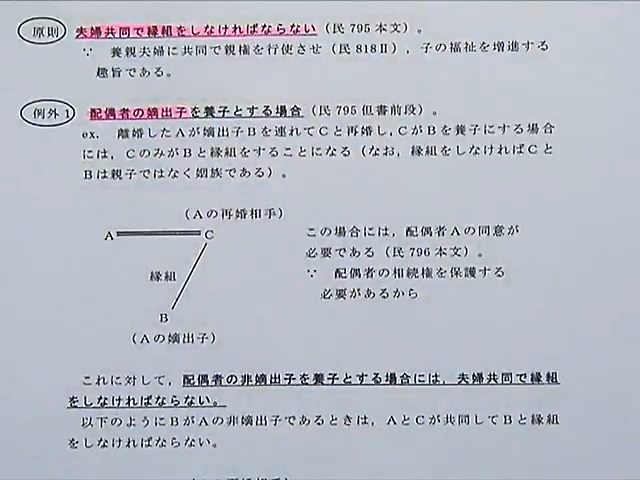 原則 夫婦共同で縁組をしなければならない（民795本文）。
∵ 養親夫婦に共同で親権を行使させ（民818Ⅱ），子の福祉を増進する
趣旨である。
例外1 配偶者の嫡出子を養子とする場合（民795但書前段）。
ex. 離婚したAが嫡出子Bを連れてCと再婚し，CがBを養子にする場合
には，CのみがBと縁組をすることになる（なお，縁組をしなければCと
Bは親子ではなく姻族である）。
（Aの再婚相手）
A C
縁組
B
（Aの嫡出子）
この場合には，配偶者Aの同意が
必要である（民796本文）。
∵ 配偶者の相続権を保護する
必要があるから
これに対して，配偶者の非嫡出子を養子とする場合には，夫婦共同で縁組
をしなければならない。
以下のようにBがAの非嫡出子であるときは，AとCが共同してBと縁組
をしなければならない。